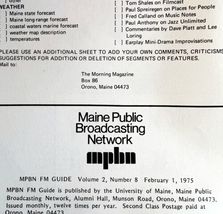 [ ] Tom Shales on Filmcast
WEATHER
[ ] Paul Spreiregen on Places for People
[ ] Maine state forecast
[ ] Fred Calland on Music Notes
[ ] Maine long range forecast
[ ] Paul Anthony on Jazz Unlimited
[ ] coastal waters marine forecast
[ ] Commentaries by Dave Platt and Lee
[ ] weather map description
Loring
[ ] temperatures
[ ] Earplay Mini-Drama Improvisations
PLEASE USE AN ADDITIONAL SHEET TO ADD YOUR OWN COMMENTS, CRITICISMS
SUGGESTIONS FOR ADDITION OR DELETION OF SEGMENTS OR FEATURES.
Mail to:
The Morning Magazine
Box 86
Orono, Maine 04473
Maine Public
Broadcasting
Network
mpbn
MPBN FM GUIDE Volume 2, Number 8 February 1, 1975
MPBN FM Guide is published by the University of Maine, Maine Public
Broadcasting Network, Alumni Hall, Munson Road, Orono, Maine 04473.
Issued monthly, twelve times per year. Second Class Postage Paid at
Orono, Maine 04473.